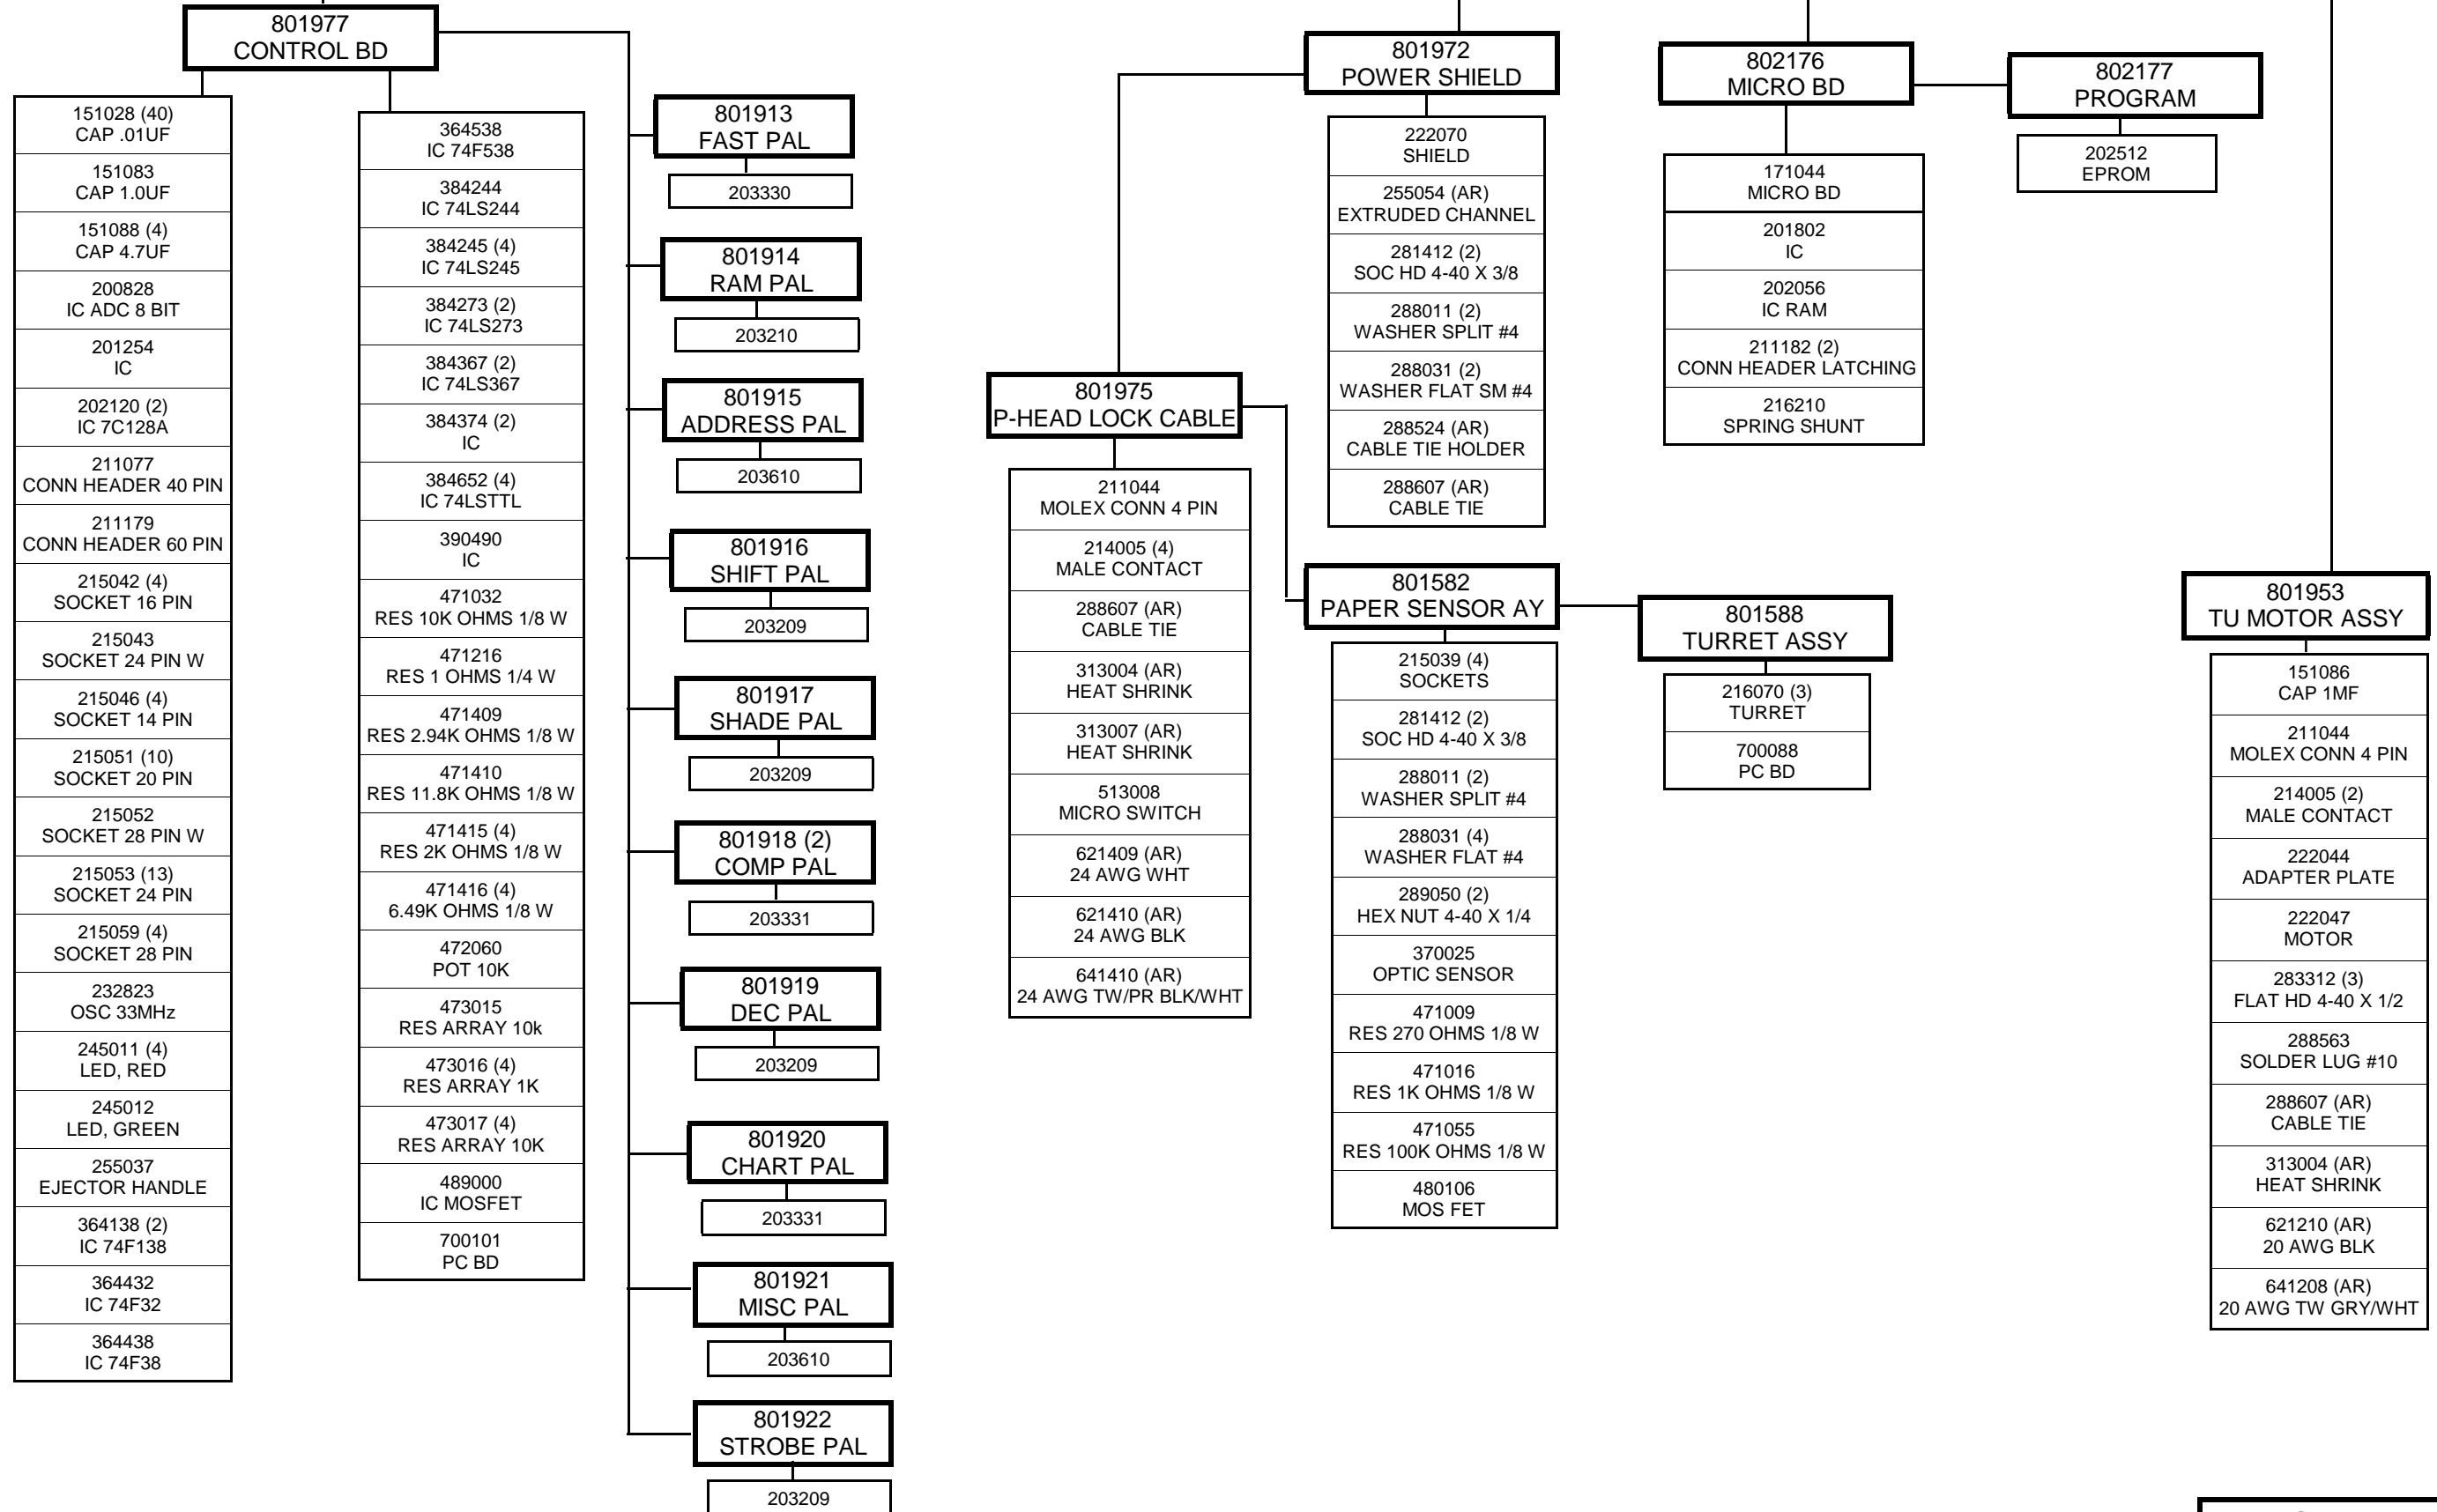 801977
CONTROL BD
151028 (40)
CAP .01UF
151083
CAP 1.0UF
151088 (4)
CAP 4.7UF
200828
IC ADC 8 BIT
201254
IC
202120 (2)
IC 7C128A
211077
CONN HEADER 40 PIN
211179
CONN HEADER 60 PIN
215042 (4)
SOCKET 16 PIN
215043
SOCKET 24 PIN W
215046 (4)
SOCKET 14 PIN
215051 (10)
SOCKET 20 PIN
215052
SOCKET 28 PIN W
215053 (13)
SOCKET 24 PIN
215059 (4)
SOCKET 28 PIN
232823
OSC 33MHz
245011 (4)
LED, RED
245012
LED, GREEN
255037
EJECTOR HANDLE
364138 (2)
IC 74F138
364432
IC 74F32
364438
IC 74F38
364538
IC 74F538
384244
IC 74LS244
384245 (4)
IC 74LS245
384273 (2)
IC 74LS273
384367 (2)
IC 74LS367
384374 (2)
IC
384652 (4)
IC 74LSTTL
390490
IC
471032
RES 10K OHMS 1/8 W
471216
RES 1 OHMS 1/4 W
471409
RES 2.94K OHMS 1/8 W
471410
RES 11.8K OHMS 1/8 W
471415 (4)
RES 2K OHMS 1/8 W
471416 (4)
6.49K OHMS 1/8 W
472060
POT 10K
473015
RES ARRAY 10k
473016 (4)
RES ARRAY 1K
473017 (4)
RES ARRAY 10K
489000
IC MOSFET
700101
PC BD
801913
FAST PAL
203330
801914
RAM PAL
203210
801915
ADDRESS PAL
203610
801916
SHIFT PAL
203209
801917
SHADE PAL
203209
801918 (2)
COMP PAL
203331
801919
DEC PAL
203209
801920
CHART PAL
203331
801921
MISC PAL
203610
801922
STROBE PAL
203209
801972
POWER SHIELD
222070
SHIELD
255054 (AR)
EXTRUDED CHANNEL
281412 (2)
SOC HD 4-40 X 3/8
288011 (2)
WASHER SPLIT #4
288031 (2)
WASHER FLAT SM #4
288524 (AR)
CABLE TIE HOLDER
288607 (AR)
CABLE TIE
801975
P-HEAD LOCK CABLE
211044
MOLEX CONN 4 PIN
214005 (4)
MALE CONTACT
288607 (AR)
CABLE TIE
313004 (AR)
HEAT SHRINK
313007 (AR)
HEAT SHRINK
513008
MICRO SWITCH
621409 (AR)
24 AWG WHT
621410 (AR)
24 AWG BLK
641410 (AR)
24 AWG TW/PR BLK/WHT
801582
PAPER SENSOR AY
215039 (4)
SOCKETS
281412 (2)
SOC HD 4-40 X 3/8
288011 (2)
WASHER SPLIT #4
288031 (4)
WASHER FLAT #4
289050 (2)
HEX NUT 4-40 X 1/4
370025
OPTIC SENSOR
471009
RES 270 OHMS 1/8 W
471016
RES 1K OHMS 1/8 W
471055
RES 100K OHMS 1/8 W
480106
MOS FET
801588
TURRET ASSY
216070 (3)
TURRET
700088
PC BD
802176
MICRO BD
171044
MICRO BD
201802
IC
202056
IC RAM
211182 (2)
CONN HEADER LATCHING
216210
SPRING SHUNT
802177
PROGRAM
202512
EPROM
801953
TU MOTOR ASSY
151086
CAP 1MF
211044
MOLEX CONN 4 PIN
214005 (2)
MALE CONTACT
222044
ADAPTER PLATE
222047
MOTOR
283312 (3)
FLAT HD 4-40 X 1/2
288563
SOLDER LUG #10
288607 (AR)
CABLE TIE
313004 (AR)
HEAT SHRINK
621210 (AR)
20 AWG BLK
641208 (AR)
20 AWG TW GRY/WHT